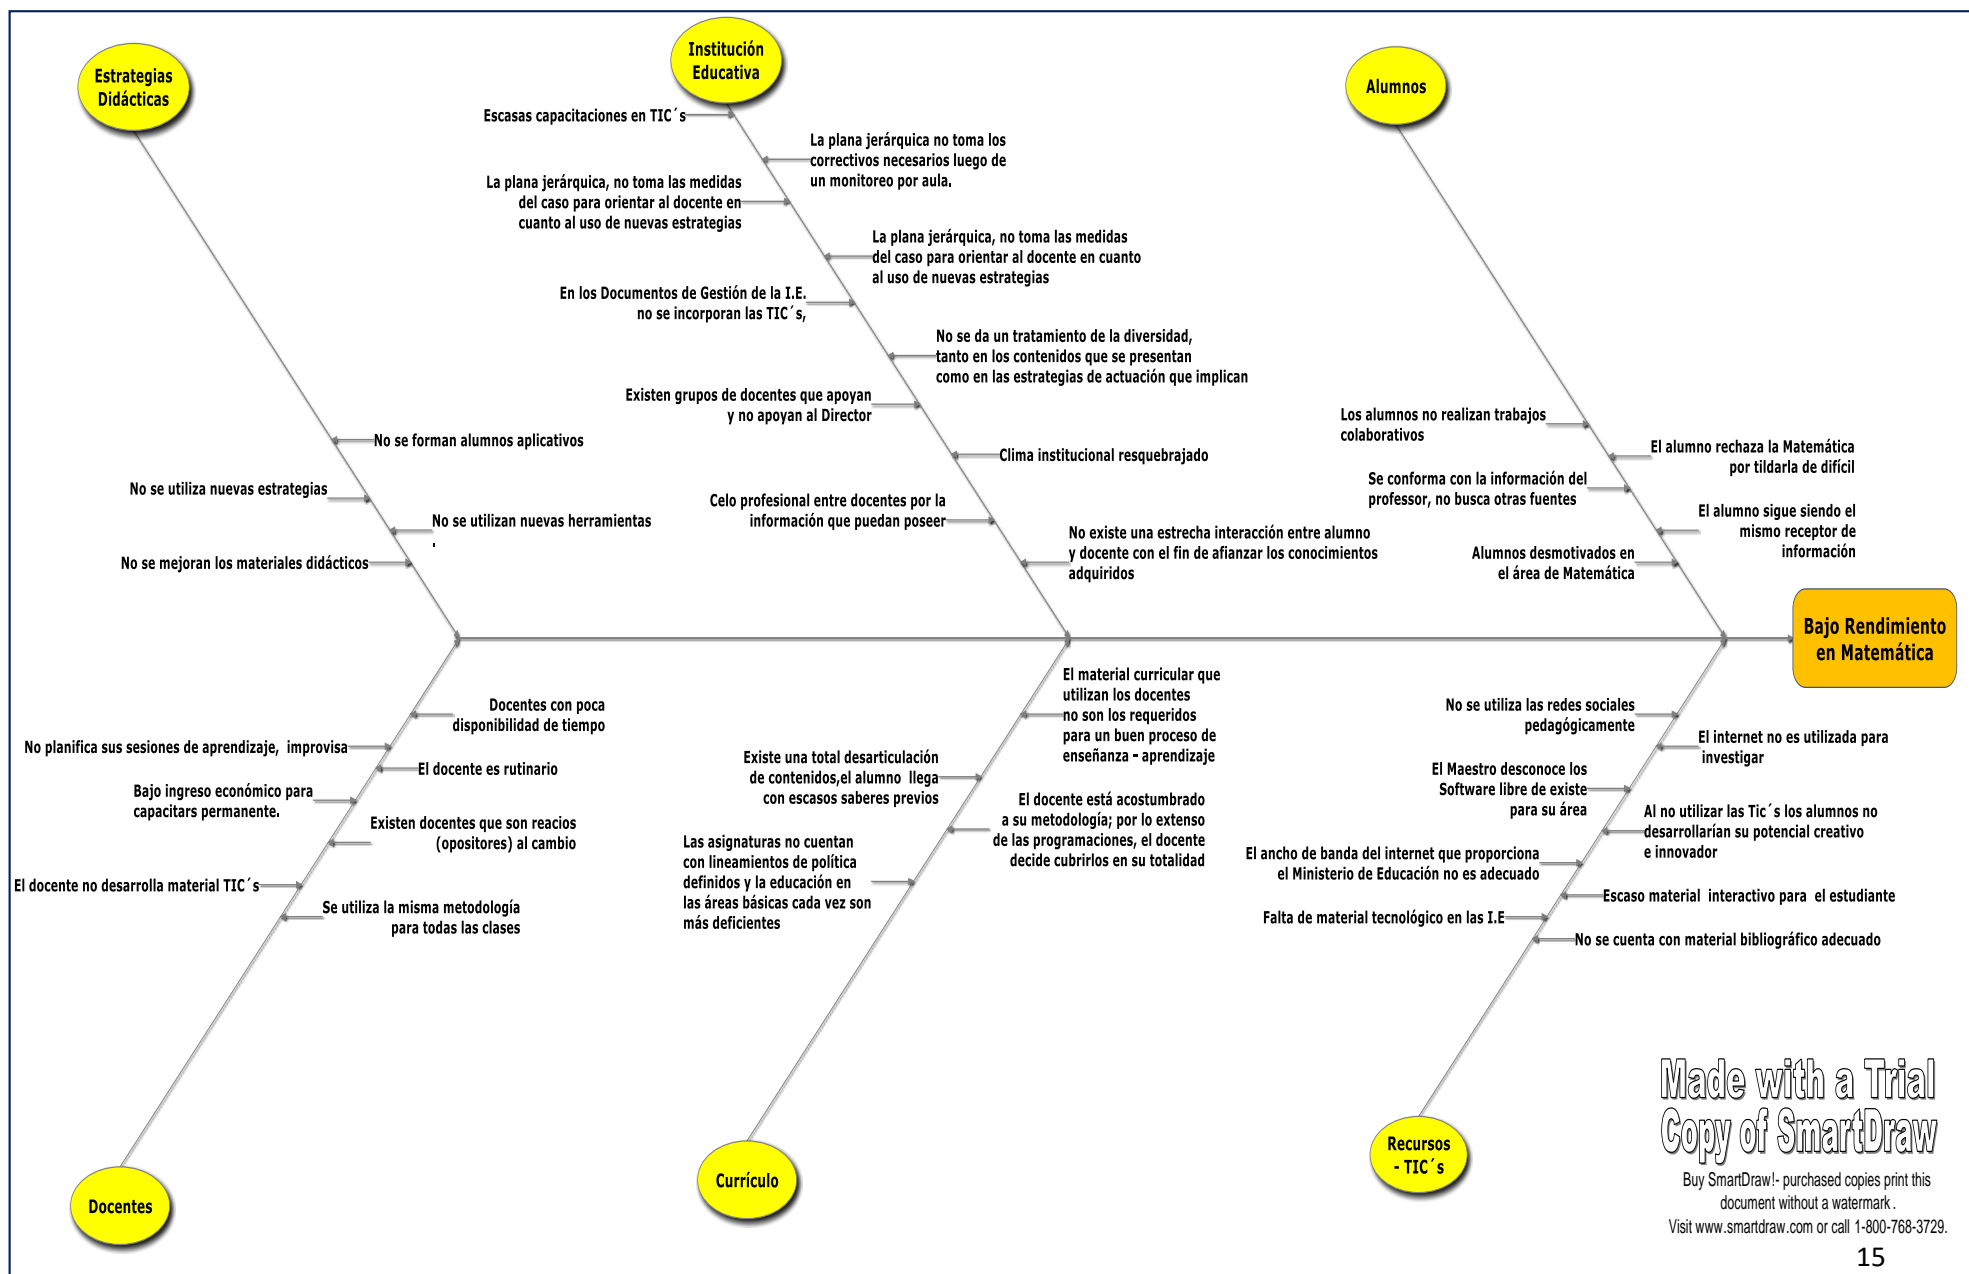 Estrategias
Didácticas
Institución
Educativa
Alumnos
Escasas capacitaciones en TIC´s
La plana jerárquica no toma los
correctivos necesarios luego de
un monitoreo por aula.
La plana jerárquica, no toma las medidas
del caso para orientar al docente en
cuanto al uso de nuevas estrategias
La plana jerárquica, no toma las medidas
del caso para orientar al docente en cuanto
al uso de nuevas estrategias
En los Documentos de Gestión de la I.E.
no se incorporan las TIC´s,
No se da un tratamiento de la diversidad,
tanto en los contenidos que se presentan
como en las estrategias de actuación que implican
Existen grupos de docentes que apoyan
y no apoyan al Director
Clima institucional resquebrajado
Celo profesional entre docentes por la
información que puedan poseer
No existe una estrecha interacción entre alumno
y docente con el fin de afianzar los conocimientos
adquiridos
No se forman alumnos aplicativos
No se utiliza nuevas estrategias
No se utilizan nuevas herramientas
.
No se mejoran los materiales didácticos
Los alumnos no realizan trabajos
colaborativos
El alumno rechaza la Matemática
por tildarla de difícil
Se conforma con la información del
professor, no busca otras fuentes
El alumno sigue siendo el
mismo receptor de
información
Alumnos desmotivados en
el área de Matemática
Bajo Rendimiento
en Matemática
Docentes con poca
disponibilidad de tiempo
No planifica sus sesiones de aprendizaje, improvisa
El docente es rutinario
Bajo ingreso económico para
capacitars permanente.
Existen docentes que son reacios
(opositores) al cambio
El docente no desarrolla material TIC´s
Se utiliza la misma metodología
para todas las clases
El material curricular que
utilizan los docentes
no son los requeridos
para un buen proceso de
enseñanza – aprendizaje
Existe una total desarticulación
de contenidos,el alumno llega
con escasos saberes previos
El docente está acostumbrado
a su metodología; por lo extenso
de las programaciones, el docente
decide cubrirlos en su totalidad
Las asignaturas no cuentan
con lineamientos de política
definidos y la educación en
las áreas básicas cada vez son
más deficientes
No se utiliza las redes sociales
pedagógicamente
El internet no es utilizada para
investigar
El Maestro desconoce los
Software libre de existe
para su área
Al no utilizar las Tic´s los alumnos no
desarrollarían su potencial creativo
e innovador
El ancho de banda del internet que proporciona
el Ministerio de Educación no es adecuado
Escaso material interactivo para el estudiante
Falta de material tecnológico en las I.E
No se cuenta con material bibliográfico adecuado
Docentes
Currículo
Recursos
- TIC´s
Made with a Trial
Copy of SmartDraw
Buy SmartDraw!- purchased copies print this
document without a watermark .
Visit www.smartdraw.com or call 1-800-768-3729.
15